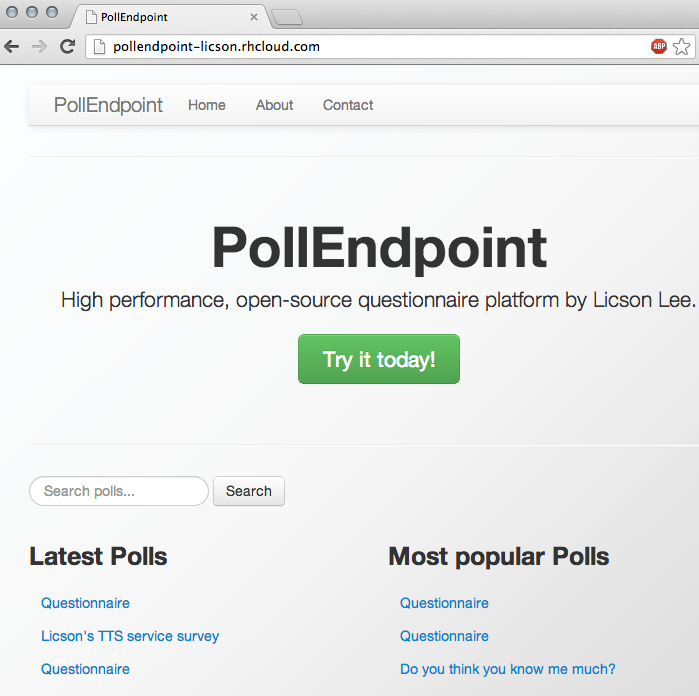 PollEndpoint
pollendpoint-licson.rhcloud.com
ABP
PollEndpoint Home About Contact
PollEndpoint
High performance, open-source questionnaire platform by Licson Lee.
Try it today!
Search polls... Search
Latest Polls Most popular Polls
Questionnaire Questionnaire
Licson's TTS service survey Questionnaire
Questionnaire Do you think you know me much?